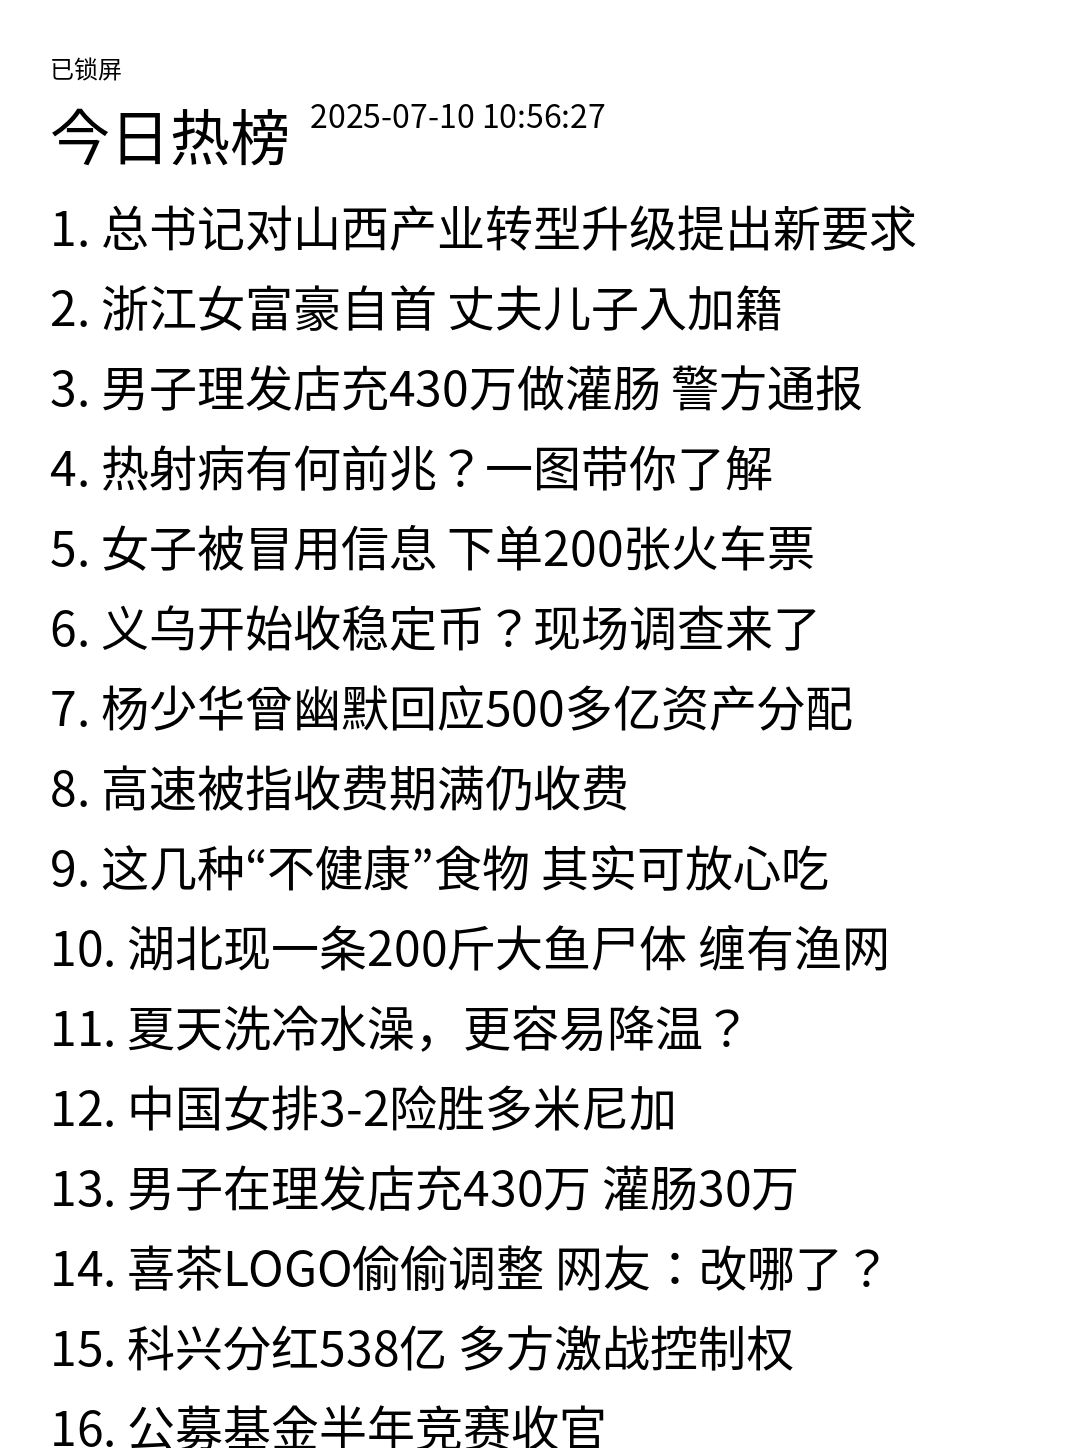 已锁屏
今日热榜 2025-07-10 10:56:27
1. 总书记对山西产业转型升级提出新要求
2. 浙江女富豪自首 丈夫儿子入加籍
3. 男子理发店充430万做灌肠 警方通报
4. 热射病有何前兆？一图带你了解
5. 女子被冒用信息 下单200张火车票
6. 义乌开始收稳定币？现场调查来了
7. 杨少华曾幽默回应500多亿资产分配
8. 高速被指收费期满仍收费
9. 这几种“不健康”食物 其实可放心吃
10. 湖北现一条200斤大鱼尸体 缠有渔网
11. 夏天洗冷水澡，更容易降温？
12. 中国女排3-2险胜多米尼加
13. 男子在理发店充430万 灌肠30万
14. 喜茶LOGO偷偷调整 网友：改哪了？
15. 科兴分红538亿 多方激战控制权
16. 公募基金半年竞赛收官